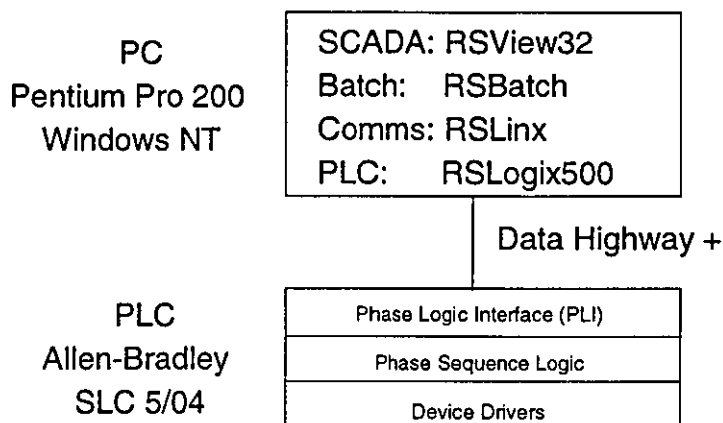 PC
Pentium Pro 200
Windows NT
SCADA: RSView32
Batch: RSBatch
Comms: RSLinx
PLC: RSLogix500
Data Highway +
PLC
Allen-Bradley
SLC 5/04
Phase Logic Interface (PLI)
Phase Sequence Logic
Device Drivers